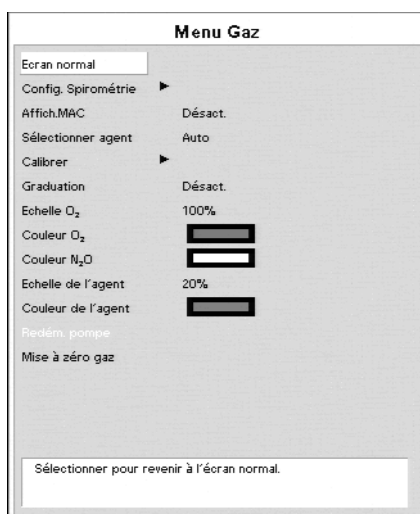 Menu Gaz
Ecran normal
Config. Spirométrie ►
Affich.MAC Désact.
Sélectionner agent Auto
Calibrer ►
Graduation Désact.
Echelle O₂ 100%
Couleur O₂
Couleur N₂O
Echelle de l'agent 20%
Couleur de l'agent
Redém. pompe
Mise à zéro gaz
Sélectionner pour revenir à l'écran normal.